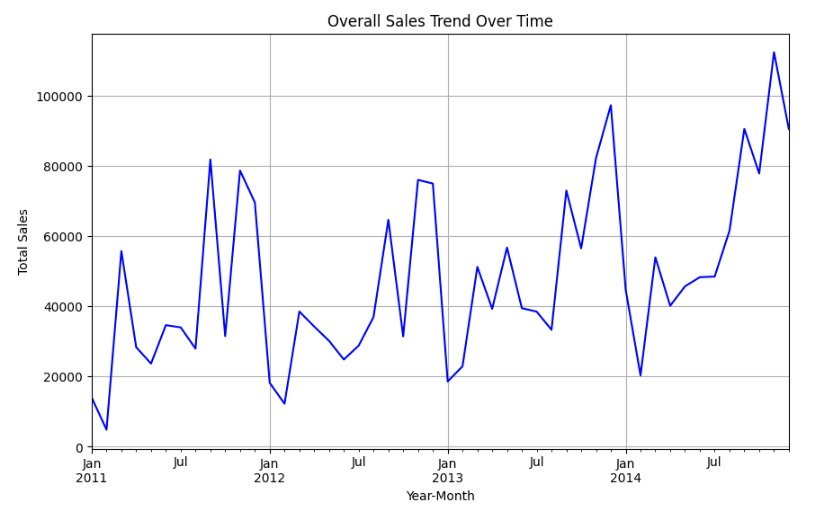 Overall Sales Trend Over Time
Total Sales
100000
80000
60000
40000
20000
0
Jan Jul Jan Jul Jan Jul Jan Jul
2011 2012 2013 2014
Year-Month